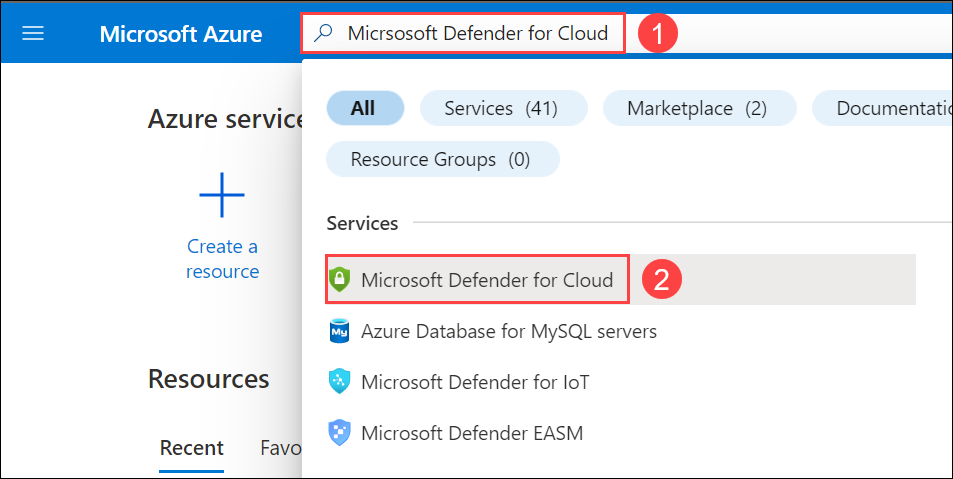 Microsoft Azure
Micrsosoft Defender for Cloud
1
All
Services (41)
Marketplace (2)
Documentatio
Resource Groups (0)
Azure service
Create a
resource
Services
Microsoft Defender for Cloud
2
Azure Database for MySQL servers
My
Microsoft Defender for IoT
Microsoft Defender EASM
Resources
Recent
Favo